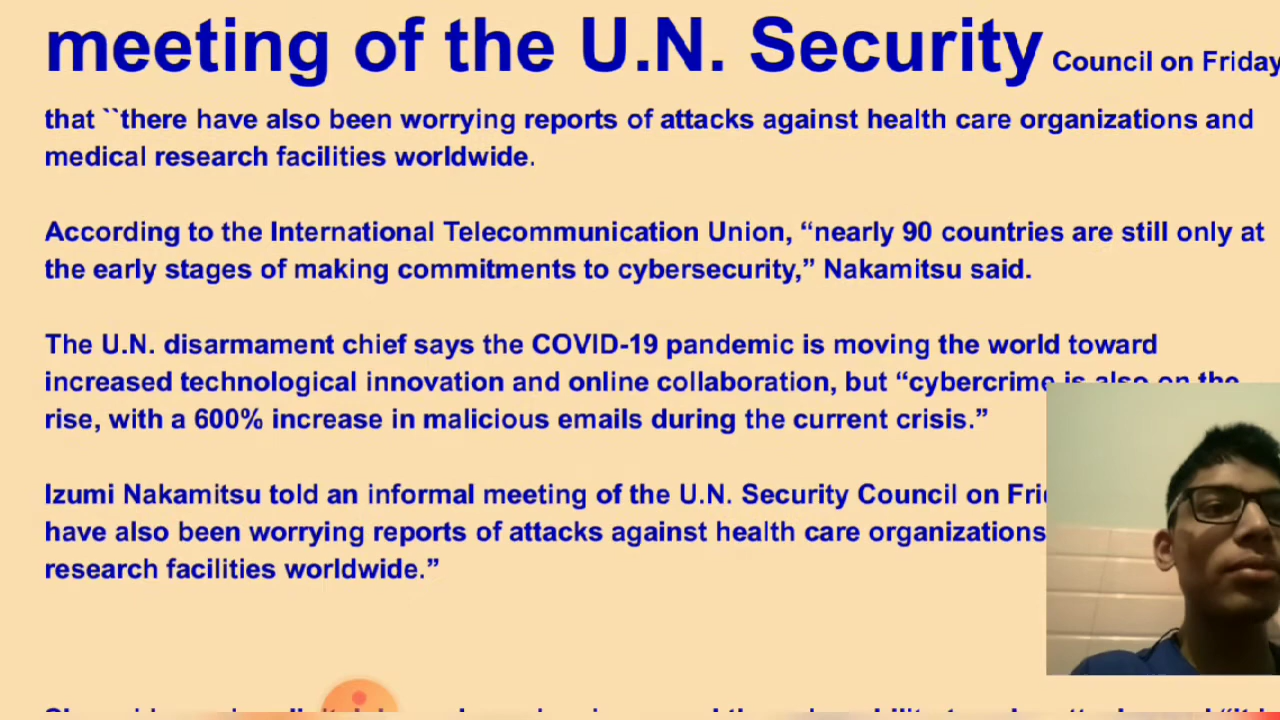 meeting of the U.N. Security Council on Friday
that ``there have also been worrying reports of attacks against health care organizations and
medical research facilities worldwide.
According to the International Telecommunication Union, “nearly 90 countries are still only at
the early stages of making commitments to cybersecurity,” Nakamitsu said.
The U.N. disarmament chief says the COVID-19 pandemic is moving the world toward
increased technological innovation and online collaboration, but “cybercrime is also on the
rise, with a 600% increase in malicious emails during the current crisis.”
Izumi Nakamitsu told an informal meeting of the U.N. Security Council on
have also been worrying reports of attacks against health care organizations
research facilities worldwide.”